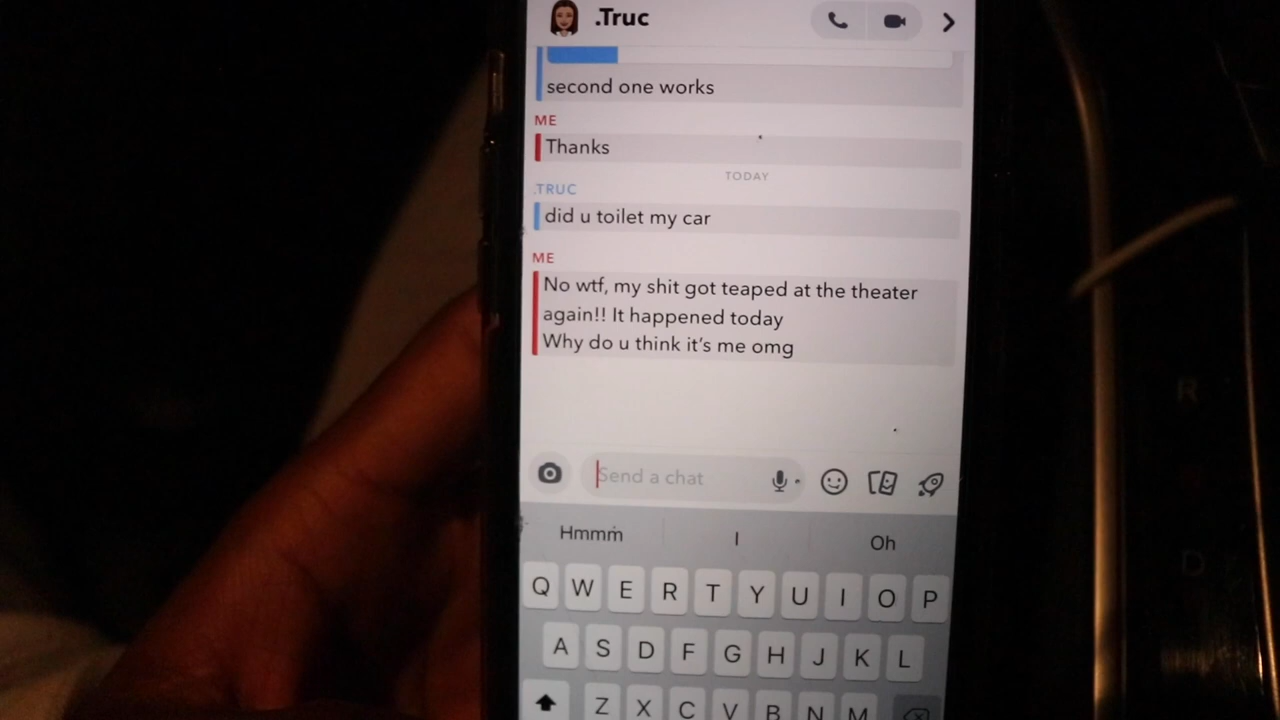 .Truc
second one works
ME
Thanks
TODAY
.TRUC
did u toilet my car
ME
No wtf, my shit got teaped at the theater
again!! It happened today
Why do u think it's me omg
Send a chat
Hmmm I Oh
Q W E R T Y U I O P
A S D F G H J K L
Z X C V B N M
R
D